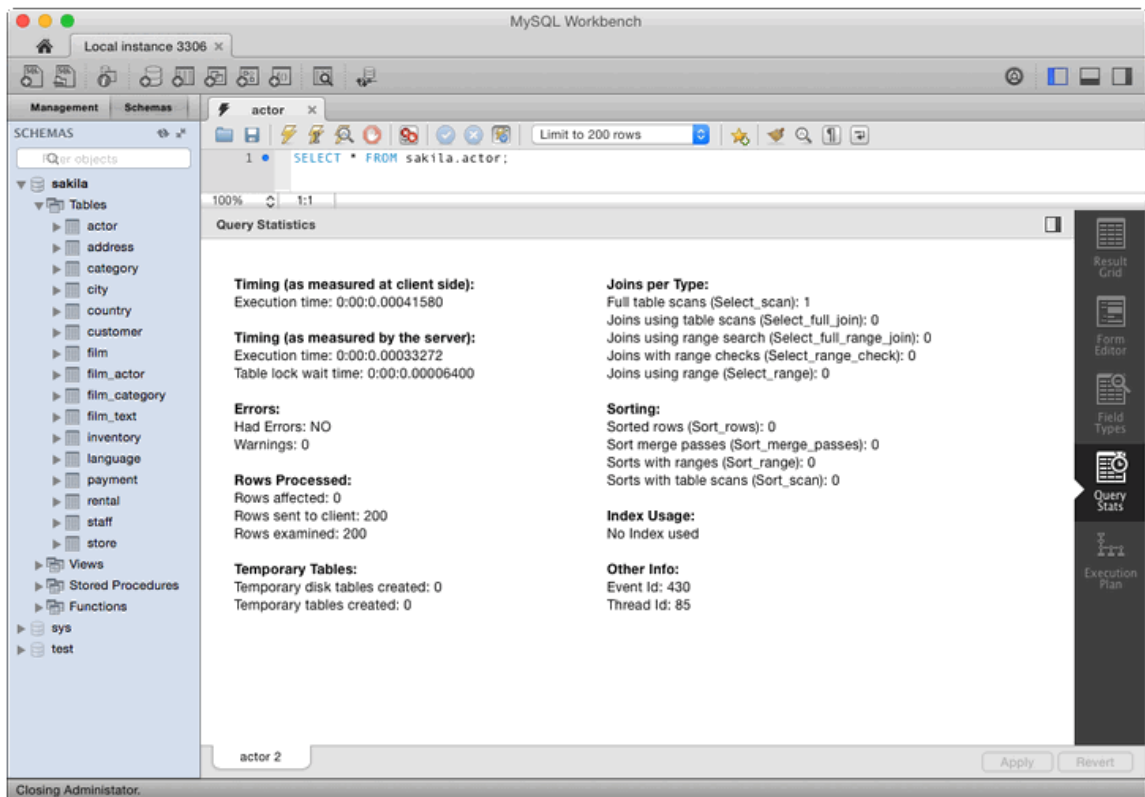 MySQL Workbench
Local instance 3306
Management Schemas
SCHEMAS
er objects
sakila
Tables
actor
address
category
city
country
customer
film
film_actor
film_category
film_text
inventory
language
payment
rental
staff
store
Views
Stored Procedures
Functions
sys
test
actor
Limit to 200 rows
1 SELECT * FROM sakila.actor;
100% 1:1
Query Statistics
Timing (as measured at client side):
Execution time: 0:00:0.00041580
Timing (as measured by the server):
Execution time: 0:00:0.00033272
Table lock wait time: 0:00:0.00006400
Errors:
Had Errors: NO
Warnings: 0
Rows Processed:
Rows affected: 0
Rows sent to client: 200
Rows examined: 200
Temporary Tables:
Temporary disk tables created: 0
Temporary tables created: 0
Joins per Type:
Full table scans (Select_scan): 1
Joins using table scans (Select_full_join): 0
Joins using range search (Select_full_range_join): 0
Joins with range checks (Select_range_check): 0
Joins using range (Select_range): 0
Sorting:
Sorted rows (Sort_rows): 0
Sort merge passes (Sort_merge_passes): 0
Sorts with ranges (Sort_range): 0
Sorts with table scans (Sort_scan): 0
Index Usage:
No Index used
Other Info:
Event Id: 430
Thread Id: 85
Result
Grid
Form
Editor
Field
Types
Query
Stats
Execution
Plan
actor 2
Apply Revert
Closing Administator.